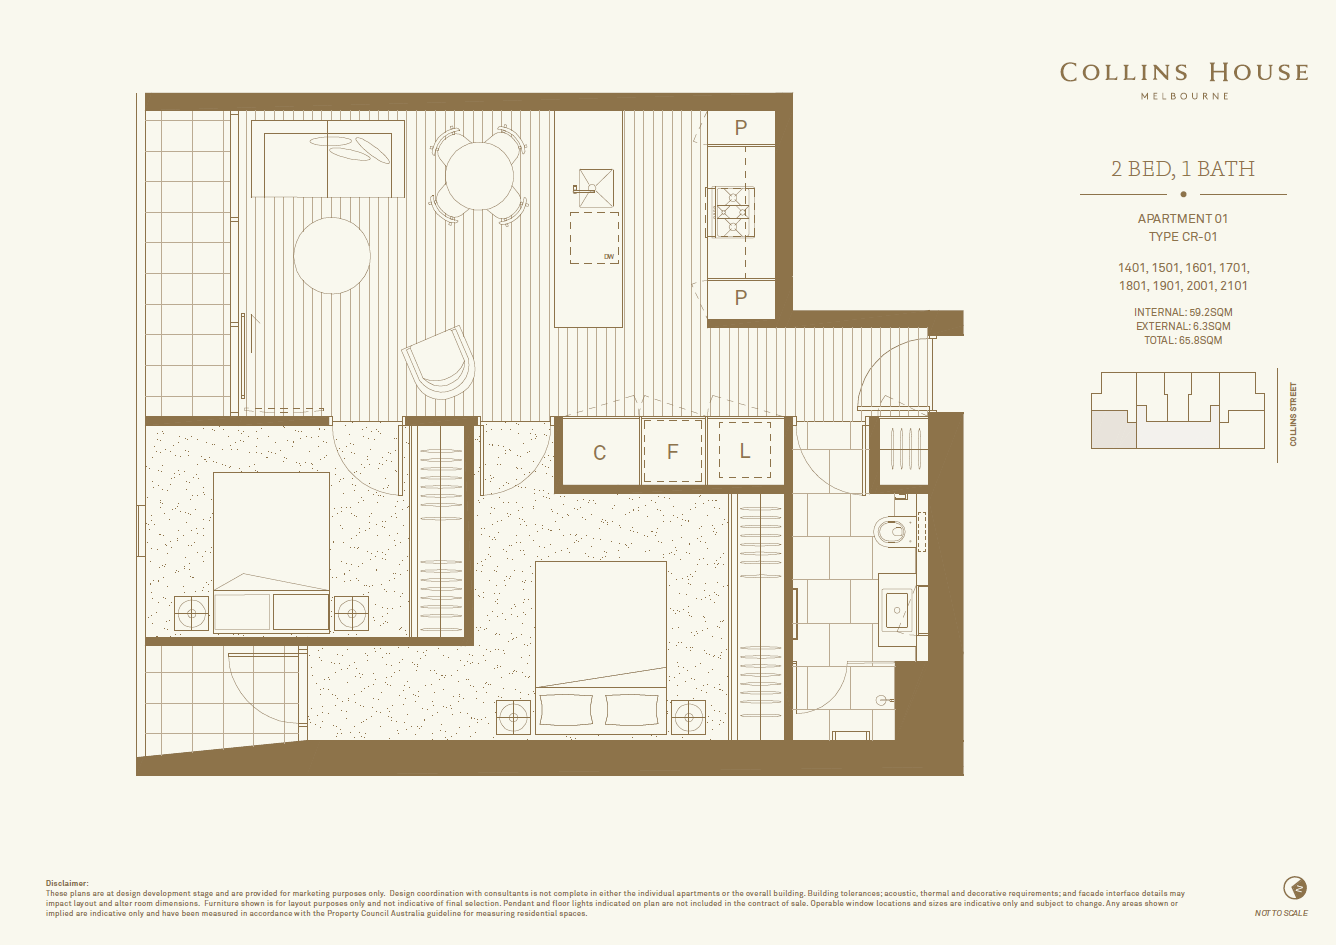 COLLINS HOUSE
MELBOURNE
2 BED, 1 BATH
APARTMENT 01
TYPE CR-01
1401, 1501, 1601, 1701,
1801, 1901, 2001, 2101
INTERNAL: 59.2SQM
EXTERNAL: 6.3SQM
TOTAL: 65.8SQM
COLLINS STREET
P
DW
P
C F L
Disclaimer:
These plans are at design development stage and are provided for marketing purposes only. Design coordination with consultants is not complete in either the individual apartments or the overall building. Building tolerances; acoustic, thermal and decorative requirements; and facade interface details may
impact layout and alter room dimensions. Furniture shown is for layout purposes only and not indicative of final selection. Pendant and floor lights indicated on plan are not included in the contract of sale. Operable window locations and sizes are indicative only and subject to change. Any areas shown or
implied are indicative only and have been measured in accordance with the Property Council Australia guideline for measuring residential spaces.
N
NOT TO SCALE